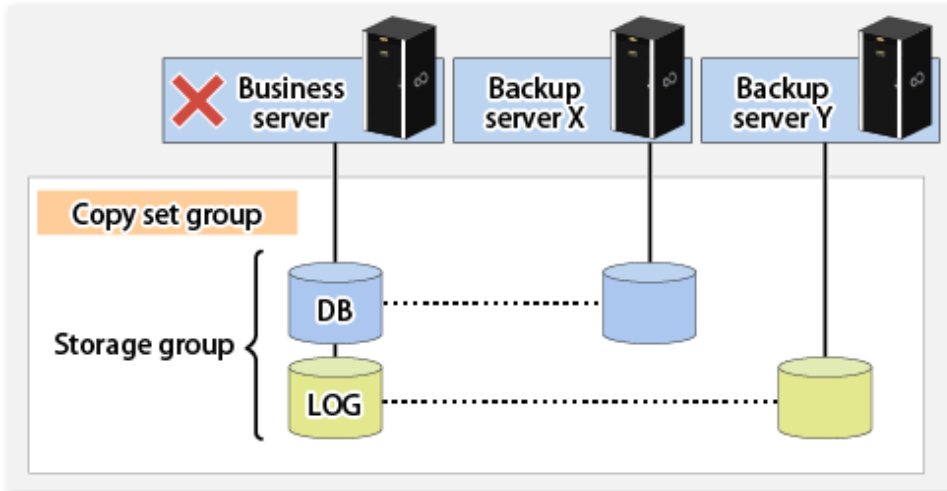 Business
server
Backup
server X
Backup
server Y
Copy set group
Storage group
DB
LOG